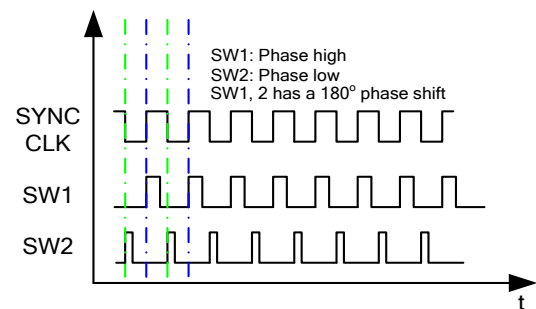 SW1: Phase high
SW2: Phase low
SW1, 2 has a 180° phase shift
SYNC
CLK
SW1
SW2
t